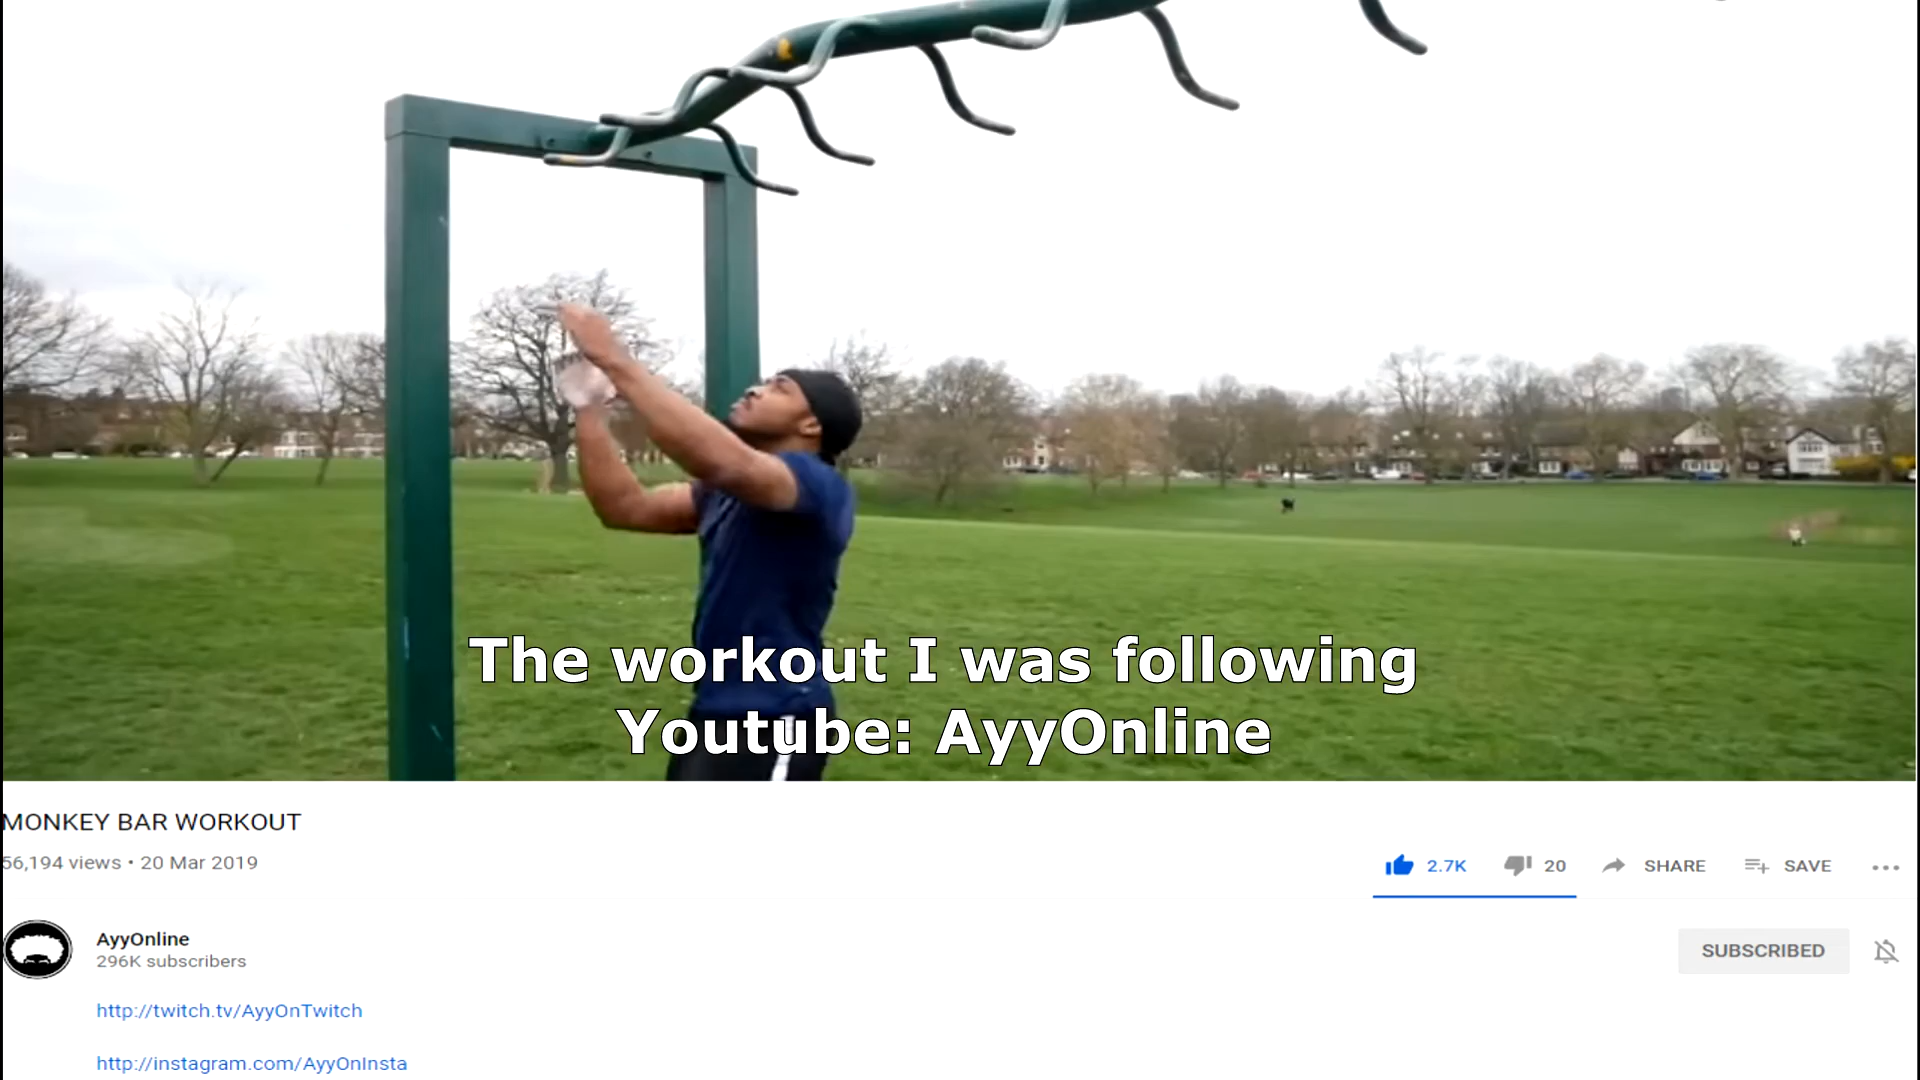 The workout I was following
Youtube: AyyOnline
MONKEY BAR WORKOUT
56,194 views • 20 Mar 2019
2.7K 20 SHARE SAVE
AyyOnline
296K subscribers
SUBSCRIBED
http://twitch.tv/AyyOnTwitch
http://instagram.com/AyyOnInsta